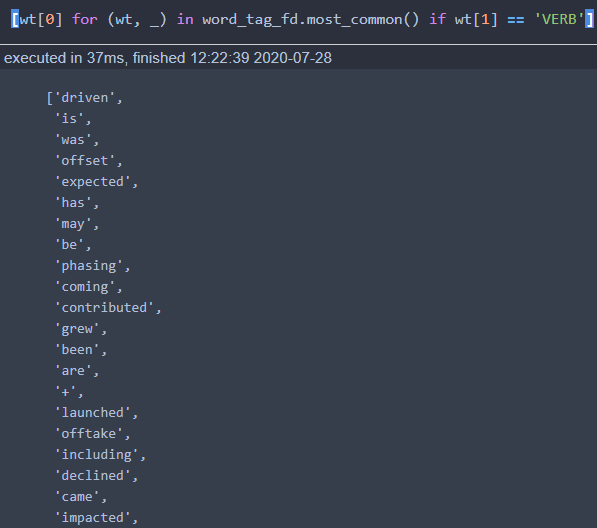 [wt[0] for (wt, _) in word_tag_fd.most_common() if wt[1] == 'VERB']
executed in 37ms, finished 12:22:39 2020-07-28
['driven',
'is',
'was',
'offset',
'expected',
'has',
'may',
'be',
'phasing',
'coming',
'contributed',
'grew',
'been',
'are',
'+',
'launched',
'offtake',
'including',
'declined',
'came',
'impacted',